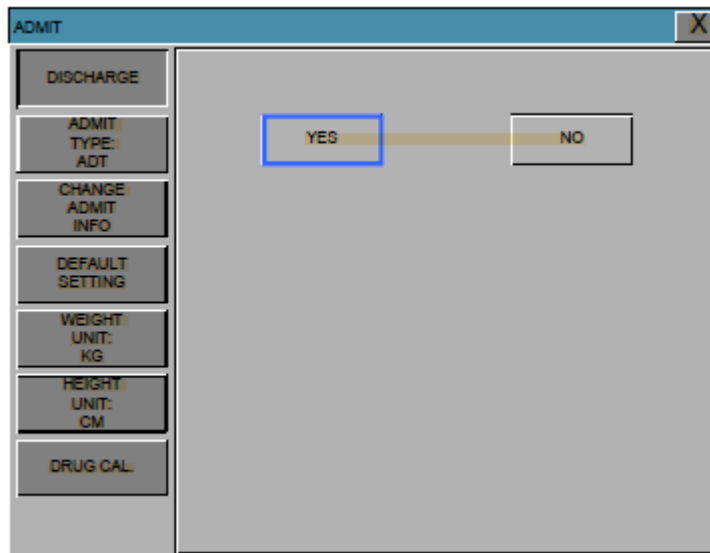 ADMIT
X
DISCHARGE
ADMIT
TYPE:
ADT
CHANGE
ADMIT
INFO
DEFAULT
SETTING
WEIGHT
UNIT:
KG
HEIGHT
UNIT:
CM
DRUG CAL.
YES NO